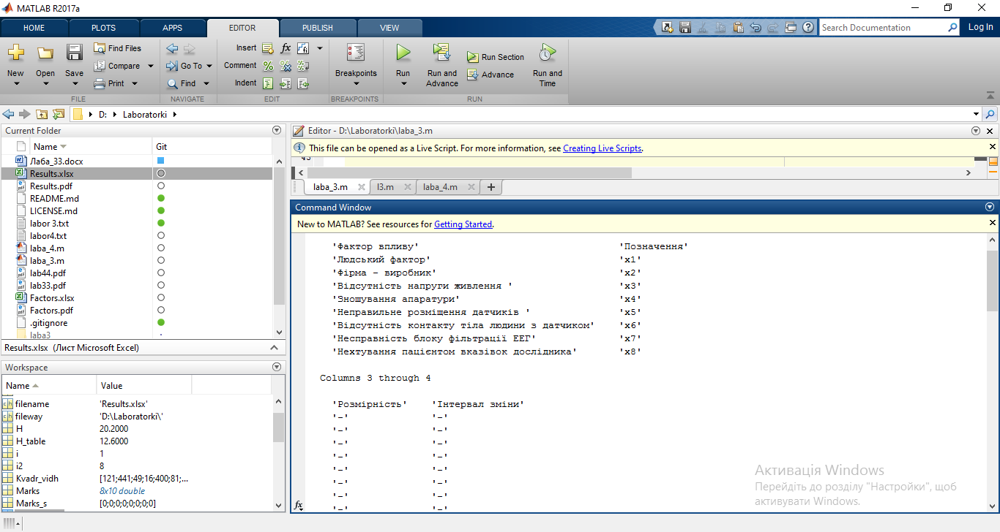 MATLAB R2017a
HOME PLOTS APPS EDITOR PUBLISH VIEW Search Documentation Log In
New Open Save Find Files Compare Print
FILE
Go To Find
NAVIGATE
Insert fx
Comment
Indent
EDIT
Breakpoints
BREAKPOINTS
Run Run and Advance Run Section Advance Run and Time
RUN
D: Laboratorki
Current Folder
Name Git
Лаба_33.docx
Results.xlsx
Results.pdf
README.md
LICENSE.md
labor 3.txt
labor4.txt
laba_4.m
laba_3.m
lab44.pdf
lab33.pdf
Factors.xlsx
Factors.pdf
.gitignore
laba3
Results.xlsx (Лист Microsoft Excel)
Workspace
Name Value
filename 'Results.xlsx'
fileway 'D:\Laboratorki\'
H 20.2000
H_table 12.6000
i 1
i2 8
Kvadr_vidh [121;441;49;16;400;81;...
Marks 8x10 double
Marks_s [0;0;0;0;0;0;0;0]
Editor - D:\Laboratorki\laba_3.m
This file can be opened as a Live Script. For more information, see Creating Live Scripts.
laba_3.m l3.m laba_4.m +
Command Window
New to MATLAB? See resources for Getting Started.
'Фактор впливу' 'Позначення'
'Людський фактор' 'x1'
'Фірма - виробник' 'x2'
'Відсутність напруги живлення ' 'x3'
'Зношування апаратури' 'x4'
'Неправильне розміщення датчиків ' 'x5'
'Відсутність контакту тіла людини з датчиком' 'x6'
'Несправність блоку фільтрації ЕЕГ' 'x7'
'Нехтування пацієнтом вказівок дослідника' 'x8'
Columns 3 through 4
'Розмірність' 'Інтервал зміни'
'-' '-'
'-' '-'
'-' '-'
'-' '-'
'-' '-'
'-' '-'
'-' '-'
'-' '-'
fx
Активація Windows
Перейдіть до розділу "Настройки", щоб
активувати Windows.